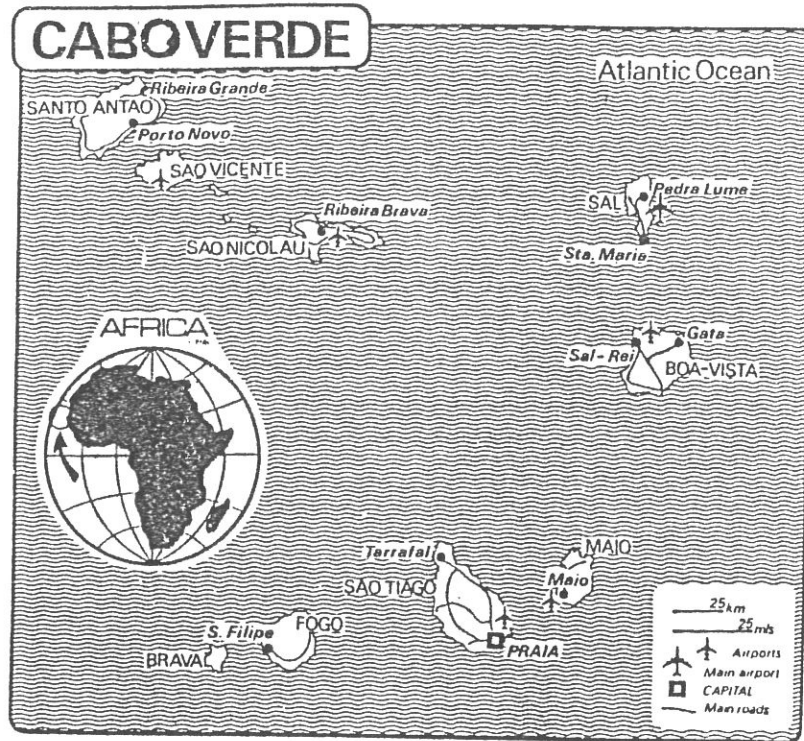 CABOVERDE
Atlantic Ocean
Ribeira Grande
SANTO ANTAO
Porto Novo
SAO VICENTE
Ribeira Brava
SAO NICOLAU
Pedra Lume
SAL
Sta. Maria
AFRICA
Gata
Sal-Rei
BOA-VISTA
Tarrafal
MAIO
SÃO TIAGO
Maio
S. Filipe
FOGO
BRAVA
PRAIA
25km
25mls
Airports
Main airport
CAPITAL
Main roads